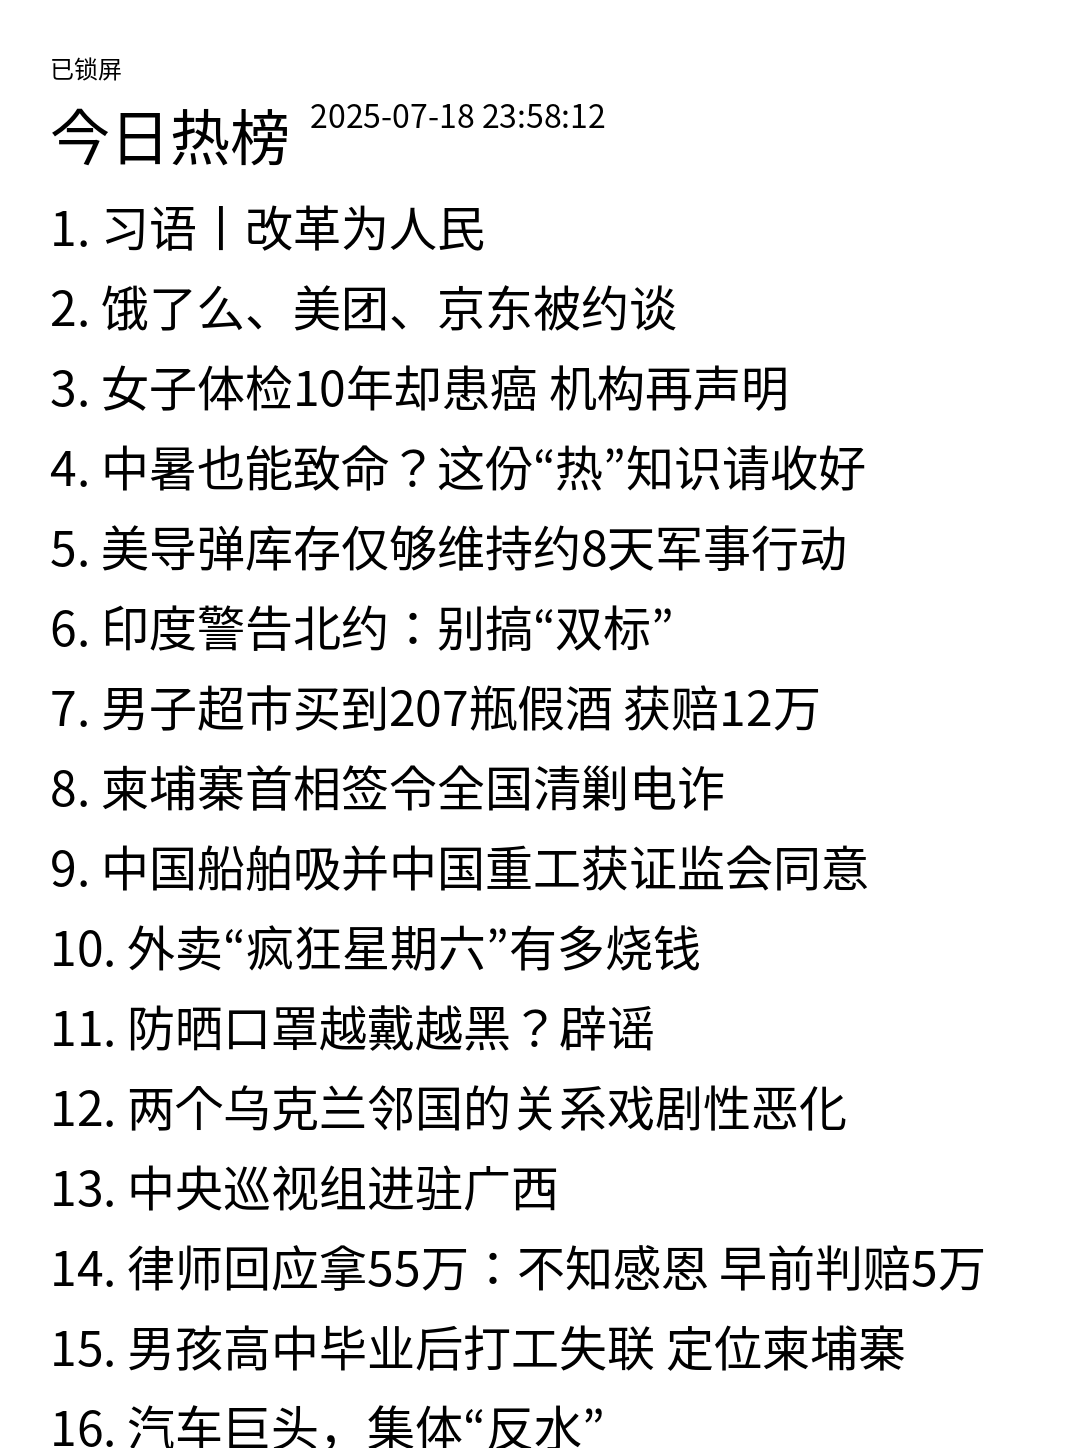 已锁屏
今日热榜 2025-07-18 23:58:12
1. 习语丨改革为人民
2. 饿了么、美团、京东被约谈
3. 女子体检10年却患癌 机构再声明
4. 中暑也能致命？这份“热”知识请收好
5. 美导弹库存仅够维持约8天军事行动
6. 印度警告北约：别搞“双标”
7. 男子超市买到207瓶假酒 获赔12万
8. 柬埔寨首相签令全国清剿电诈
9. 中国船舶吸并中国重工获证监会同意
10. 外卖“疯狂星期六”有多烧钱
11. 防晒口罩越戴越黑？辟谣
12. 两个乌克兰邻国的关系戏剧性恶化
13. 中央巡视组进驻广西
14. 律师回应拿55万：不知感恩 早前判赔5万
15. 男孩高中毕业后打工失联 定位柬埔寨
16. 汽车巨头，集体“反水”